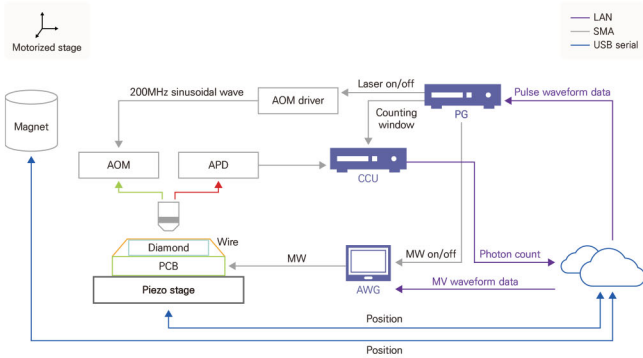 Motorized stage
LAN
SMA
USB serial
Laser on/off
200MHz sinusoidal wave
AOM driver
Pulse waveform data
PG
Magnet
Counting
window
AOM
APD
CCU
Wire
Diamond
MW
MW on/off
Photon count
PCB
AWG
MV waveform data
Piezo stage
Position
Position